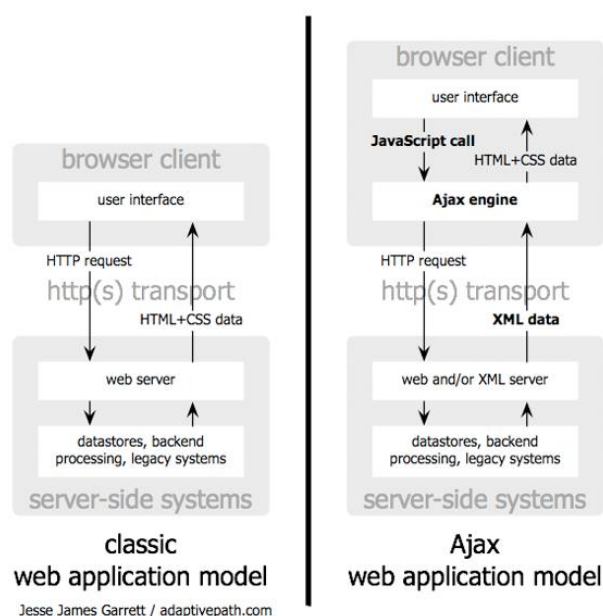 browser client
user interface
HTTP request
http(s) transport
HTML+CSS data
web server
datastores, backend
processing, legacy systems
server-side systems
classic
web application model
Jesse James Garrett / adaptivepath.com
browser client
user interface
JavaScript call
HTML+CSS data
Ajax engine
HTTP request
http(s) transport
XML data
web and/or XML server
datastores, backend
processing, legacy systems
server-side systems
Ajax
web application model